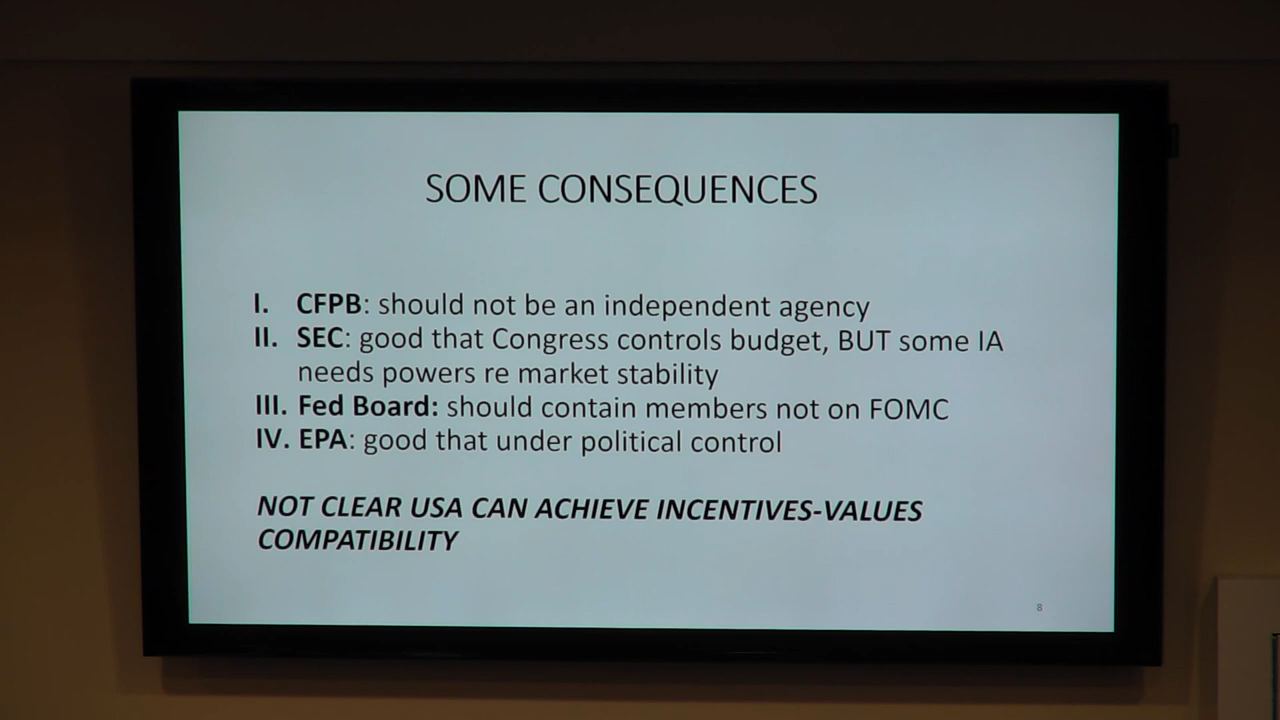 SOME CONSEQUENCES
I. CFPB: should not be an independent agency
II. SEC: good that Congress controls budget, BUT some IA
needs powers re market stability
III. Fed Board: should contain members not on FOMC
IV. EPA: good that under political control
NOT CLEAR USA CAN ACHIEVE INCENTIVES-VALUES
COMPATIBILITY
8